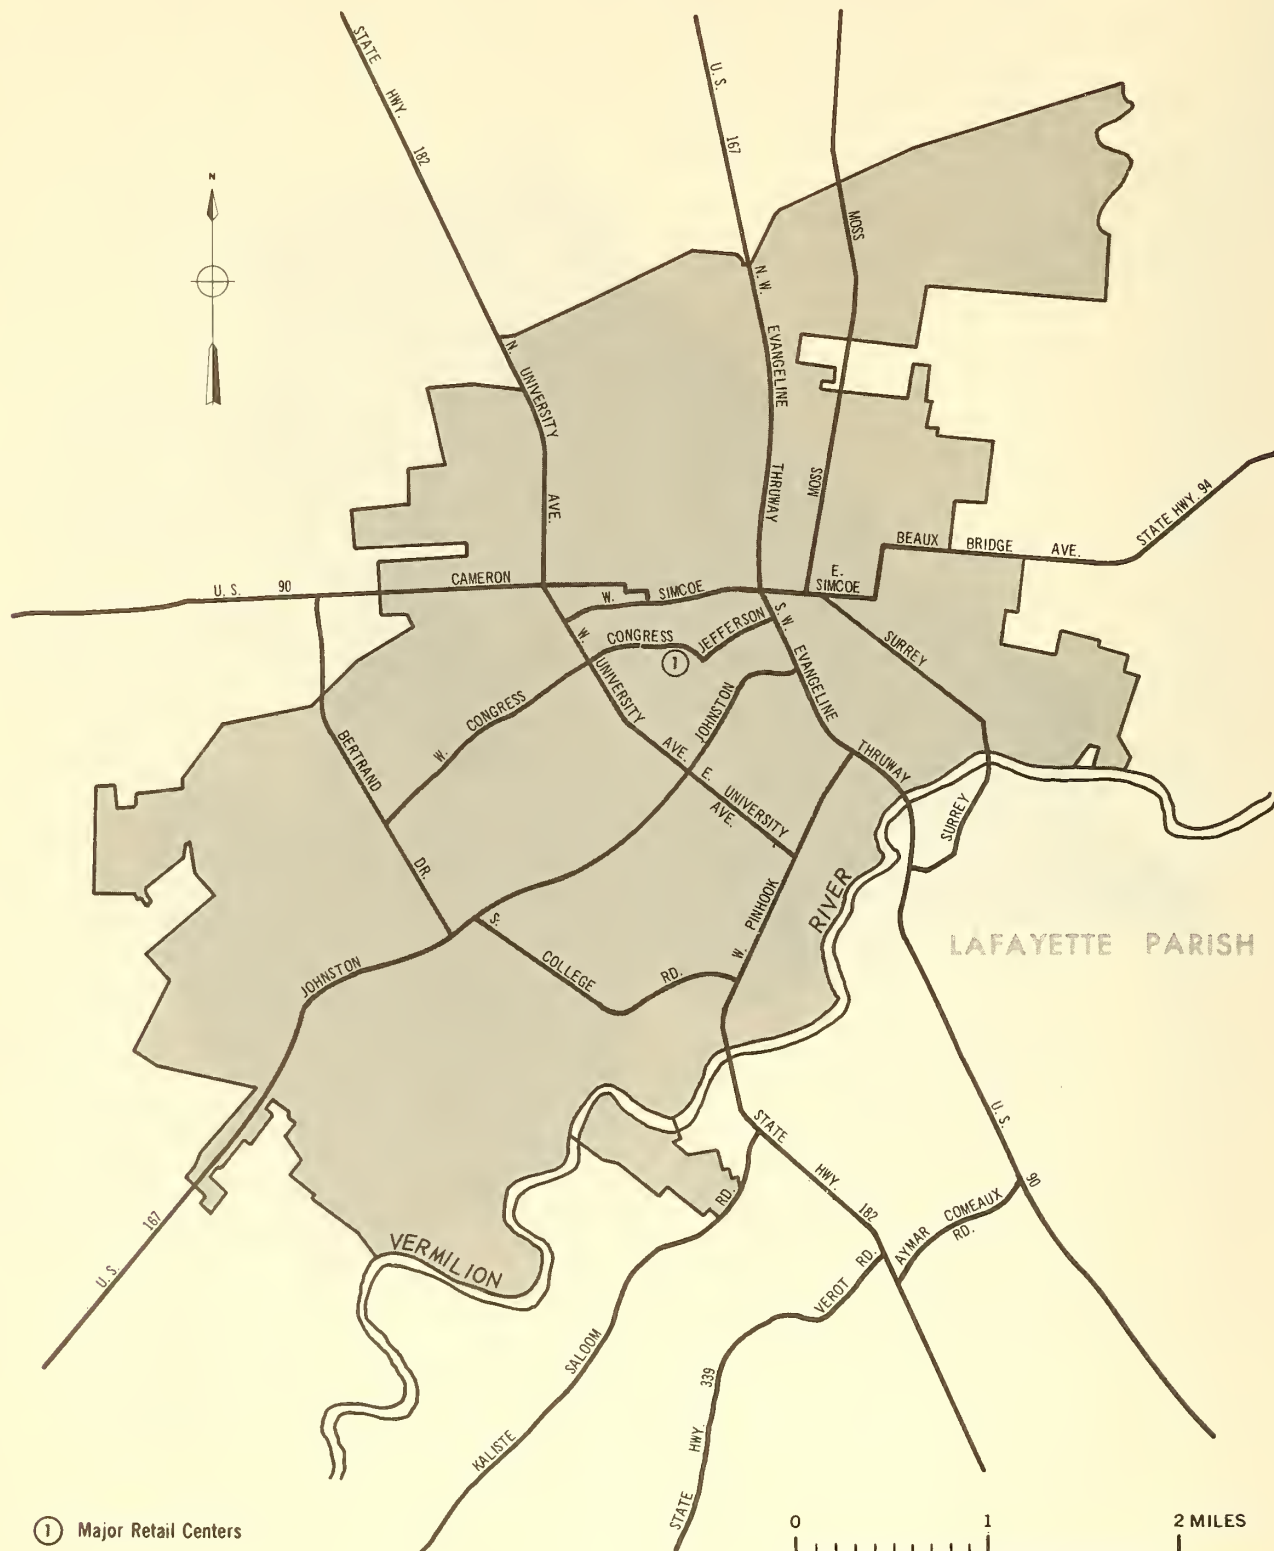 STATE HWY. 182
U. S. 167
N
MOSS
N. W. EVANGELINE THRUWAY
N. UNIVERSITY AVE.
MOSS
STATE HWY. 94
BEAUX BRIDGE AVE.
U. S. 90
CAMERON
E. SIMCOE
W. SIMCOE
W. UNIVERSITY AVE.
CONGRESS
JEFFERSON
1
S. W. EVANGELINE THRUWAY
SURREY
W. CONGRESS
JOHNSTON
BERTRAND DR.
E. UNIVERSITY AVE.
SURREY
W. PINHOOK
RIVER
LAFAYETTE PARISH
S. COLLEGE RD.
JOHNSTON
STATE HWY. 182
U. S. 90
RD.
AYMAR COMEAUX RD.
U. S. 167
VERMILION
VEROT RD.
KALISTE SALOOM
STATE HWY. 339
1 Major Retail Centers
0 1 2 MILES